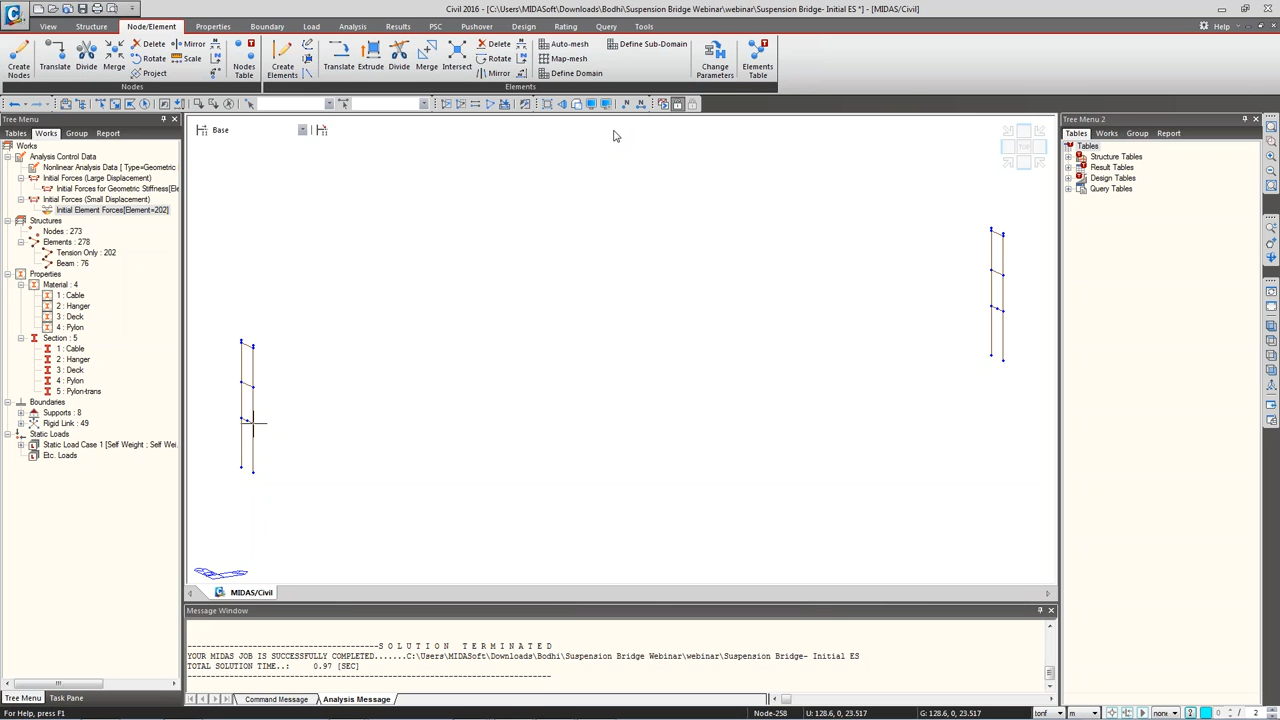 Civil 2016 - [C:\Users\MIDASoft\Downloads\Bodhi\Suspension Bridge Webinar\webinar\Suspension Bridge- Initial ES *] - [MIDAS/Civil]
View Structure Node/Element Properties Boundary Load Analysis Results PSC Pushover Design Rating Query Tools Help
Create Nodes Translate Divide Merge Delete Rotate Project Mirror Scale Nodes Table Create Elements Translate Extrude Divide Merge Intersect Delete Rotate Mirror Auto-mesh Map-mesh Define Domain Define Sub-Domain Change Parameters Elements Table
Nodes Elements
Tree Menu
Tables Works Group Report
Works
Analysis Control Data
Nonlinear Analysis Data [ Type=Geometric
Initial Forces (Large Displacement)
Initial Forces for Geometric Stiffness[Ele
Initial Forces (Small Displacement)
Initial Element Forces[Element=202]
Structures
Nodes : 273
Elements : 278
Tension Only : 202
Beam : 76
Properties
Material : 4
1 : Cable
2 : Hanger
3 : Deck
4 : Pylon
Section : 5
1 : Cable
2 : Hanger
3 : Deck
4 : Pylon
5 : Pylon-trans
Boundaries
Supports : 8
Rigid Link : 49
Static Loads
Static Load Case 1 [Self Weight ; Self Wei
Etc. Loads
Tree Menu Task Pane
Base
TOP
MIDAS/Civil
Tree Menu 2
Tables Works Group Report
Tables
Structure Tables
Result Tables
Design Tables
Query Tables
Message Window
S O L U T I O N T E R M I N A T E D
YOUR MIDAS JOB IS SUCCESSFULLY COMPLETED......C:\Users\MIDASoft\Downloads\Bodhi\Suspension Bridge Webinar\webinar\Suspension Bridge- Initial ES
TOTAL SOLUTION TIME..: 0.97 [SEC]
Command Message Analysis Message
For Help, press F1
Node-258 U: 128.6, 0, 23.517 G: 128.6, 0, 23.517 tonf m none 0 / 2